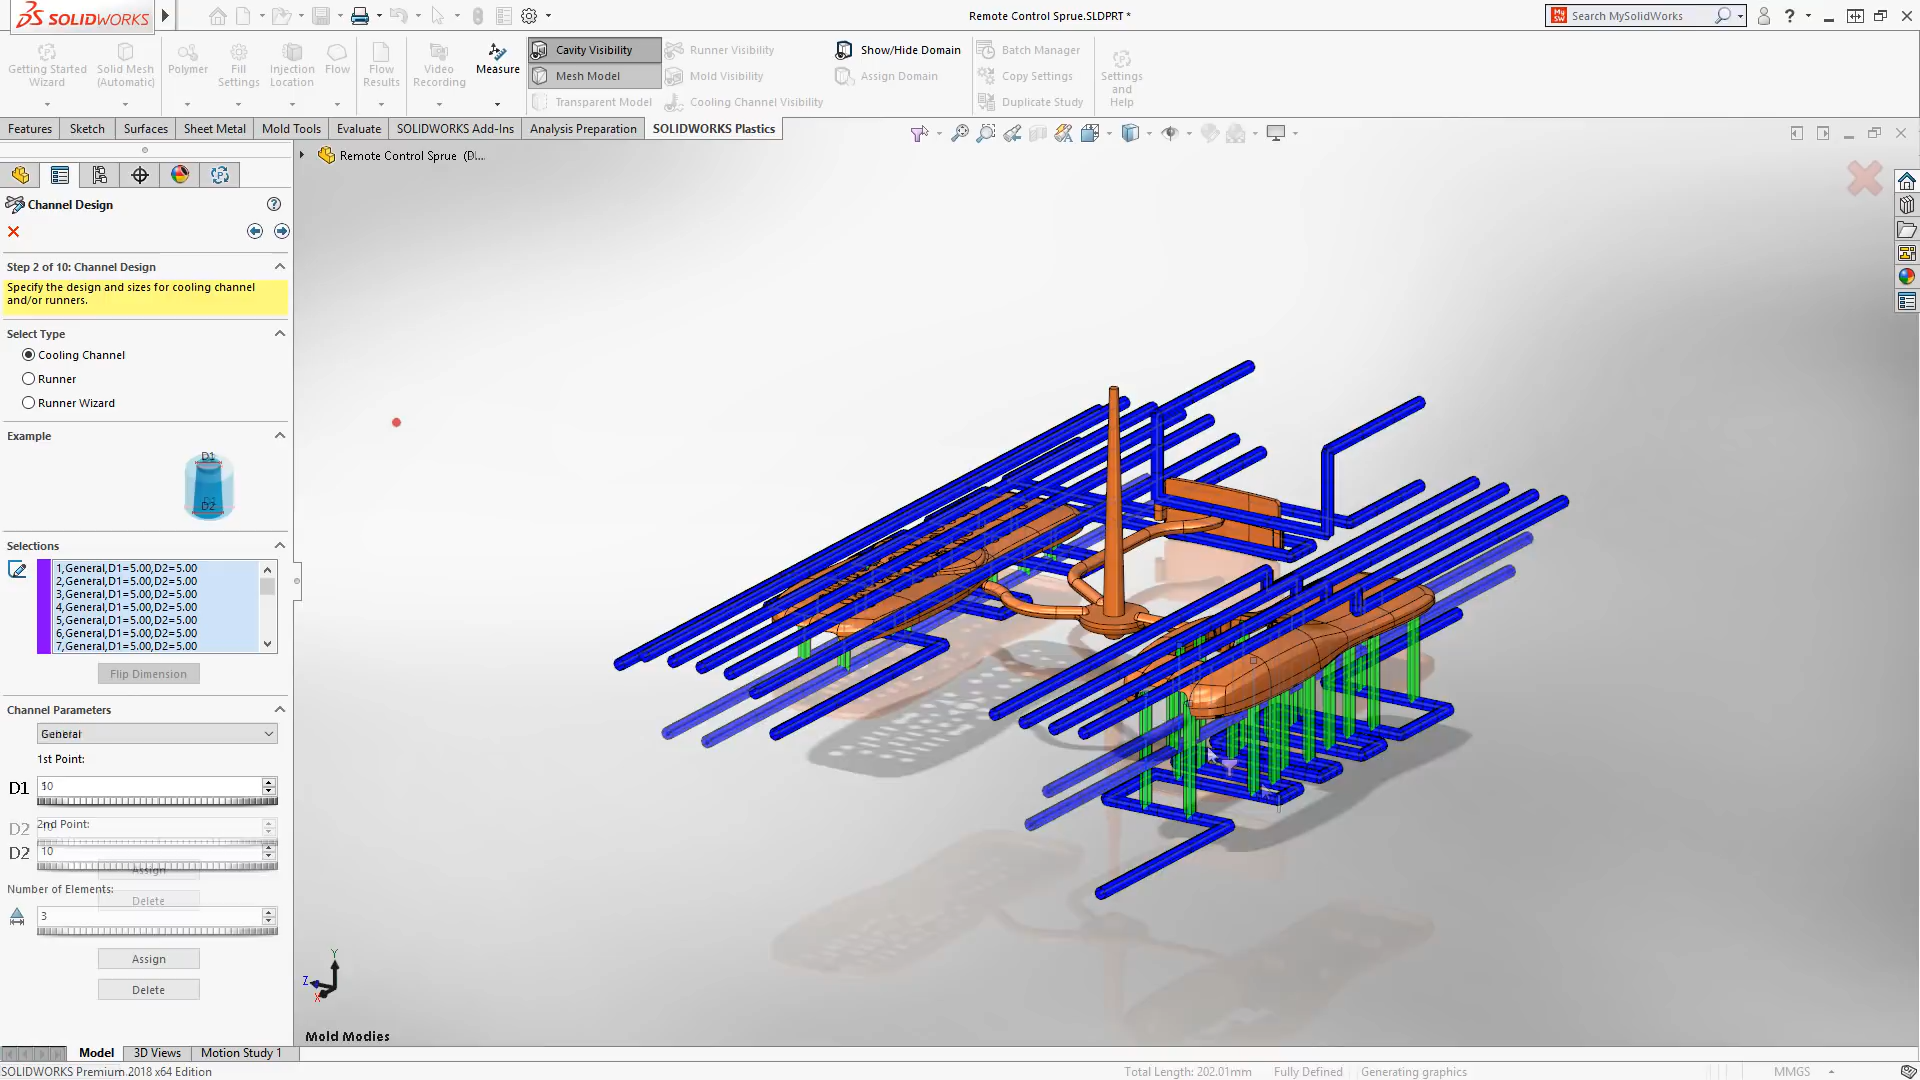 SOLIDWORKS
Remote Control Sprue.SLDPRT *
Search MySolidWorks
Getting Started Wizard
Solid Mesh (Automatic)
Polymer
Fill Settings
Injection Location
Flow
Flow Results
Video Recording
Measure
Cavity Visibility
Mesh Model
Transparent Model
Runner Visibility
Mold Visibility
Cooling Channel Visibility
Show/Hide Domain
Assign Domain
Batch Manager
Copy Settings
Duplicate Study
Settings and Help
Features
Sketch
Surfaces
Sheet Metal
Mold Tools
Evaluate
SOLIDWORKS Add-Ins
Analysis Preparation
SOLIDWORKS Plastics
Remote Control Sprue (D...
Channel Design
Step 2 of 10: Channel Design
Specify the design and sizes for cooling channel
and/or runners.
Select Type
Cooling Channel
Runner
Runner Wizard
Example
D1
D2
Selections
1,General,D1=5.00,D2=5.00
2,General,D1=5.00,D2=5.00
3,General,D1=5.00,D2=5.00
4,General,D1=5.00,D2=5.00
5,General,D1=5.00,D2=5.00
6,General,D1=5.00,D2=5.00
7,General,D1=5.00,D2=5.00
Flip Dimension
Channel Parameters
General
1st Point:
D1
D2
2nd Point:
D2
10
Assign
Number of Elements:
Delete
3
Assign
Delete
Y
Z
X
Mold Modies
Model
3D Views
Motion Study 1
SOLIDWORKS Premium 2018 x64 Edition
Total Length: 202.01mm
Fully Defined
Generating graphics
MMGS